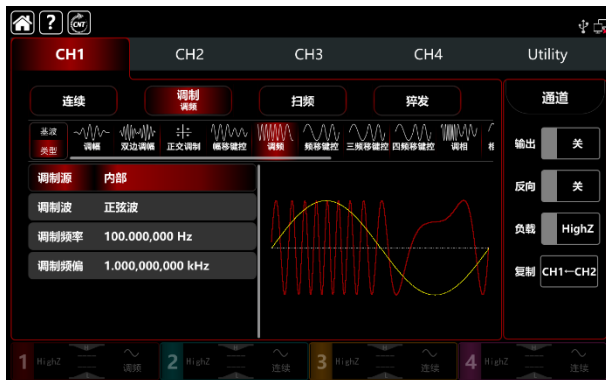 ? CNT
CH1 CH2 CH3 CH4 Utility
连续 调制 调频 扫频 猝发 通道
基波 类型 调幅 双边调幅 正交调制 幅移键控 调频 频移键控 三频移键控 四频移键控 调相
输出 关
调制源 内部
反向 关
调制波 正弦波
负载 HighZ
调制频率 100.000,000 Hz
调制频偏 1.000,000,000 kHz
复制 CH1←CH2
1 HighZ 调频 2 HighZ 连续 3 HighZ 连续 4 HighZ 连续